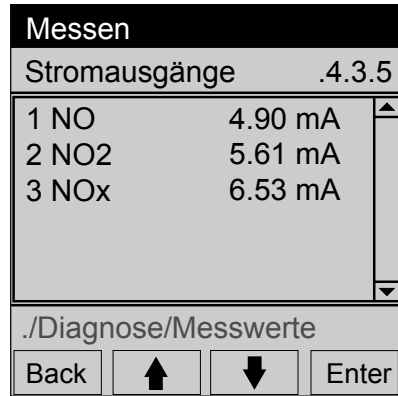 Messen
Stromausgänge .4.3.5
1 NO 4.90 mA
2 NO2 5.61 mA
3 NOx 6.53 mA
./Diagnose/Messwerte
Back Enter